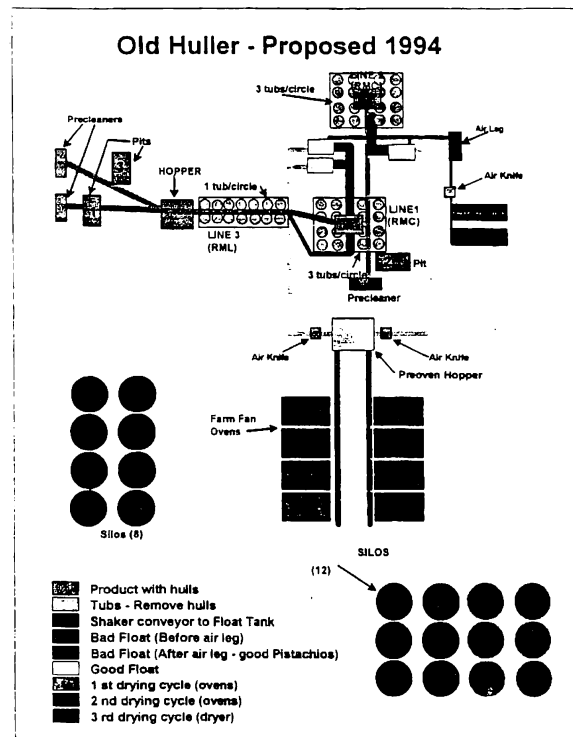 Old Huller - Proposed 1994
LINE 2
(RML)
3 tubs/circle
Precleaners
Pits
Air Leg
HOPPER
1 tub/circle
Air Knife
LINE 3
(RML)
LINE1
(RMC)
3 tubs/circle
Pit
Precleaner
Air Knife
Air Knife
Preoven Hopper
Farm Fan
Ovens
Silos (8)
SILOS
(12)
Product with hulls
Tubs - Remove hulls
Shaker conveyor to Float Tank
Bad Float (Before air leg)
Bad Float (After air leg - good Pistachios)
Good Float
1 st drying cycle (ovens)
2 nd drying cycle (ovens)
3 rd drying cycle (dryer)